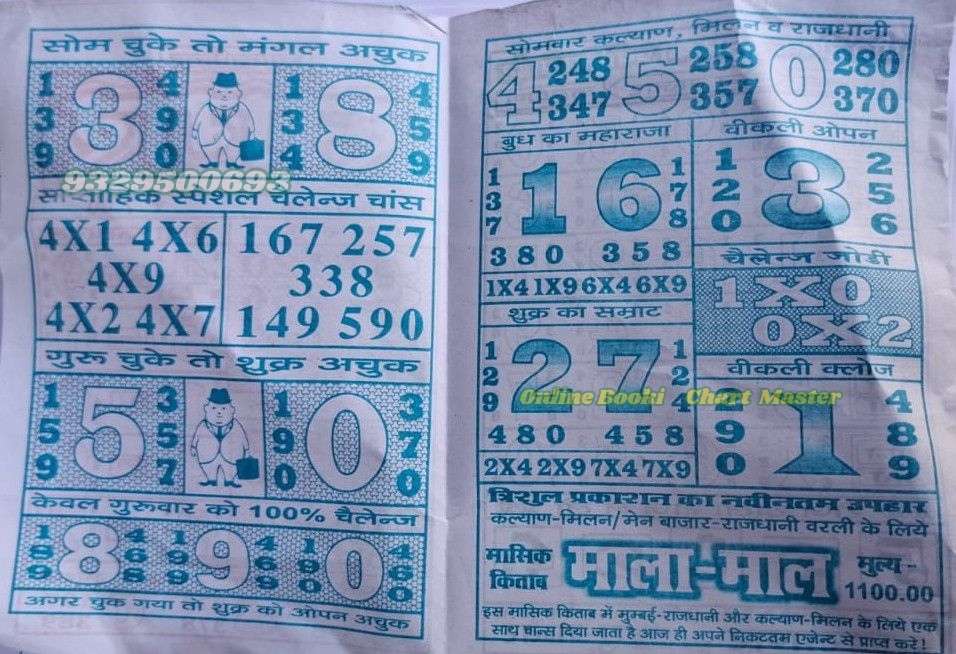 सोम चुके तो मंगल अचुक
1 3 9 3 4 9 0 1 3 4 8 4 5 9
9329500693
साप्ताहिक स्पेशल चैलेन्ज चांस
4X1 4X6 167 257
4X9 338
4X2 4X7 149 590
गुरू चुके तो शुक्र अचुक
1 5 9 5 3 5 7 1 9 0 0 3 7 0
केवल गुरूवार को 100% चैलेन्ज
8 9 0
अगर चुक गया तो शुक्र को ओपन अचुक
सोमवार कल्याण, मिलन व राजधानी
4 248 5 258 0 280
347 357 370
बुध का महाराजा
1 3 7 1 6 1 7 8
380 358
1X4 1X9 6X4 6X9
शुक्र का सम्राट
1 2 9 2 7 1 2 4
480 458
2X4 2X9 7X4 7X9
वीकली ओपन
1 2 0 3 2 5 6
चैलेन्ज जोडी
1X0
0X2
वीकली क्लोज
2 9 0 1 4 8 9
Online Booki Chart Master
त्रिशुल प्रकाशन का नवीनतम उपहार
कल्याण-मिलन/मेन बाजार-राजधानी वरली के लिये
मासिक किताब माला-माल मुल्य - 1100.00
इस मासिक किताब में मुम्बई-राजधानी और कल्याण-मिलन के लिये एक
साथ चान्स दिया जाता है आज ही अपने निकटतम एजेन्ट से प्राप्त करें!